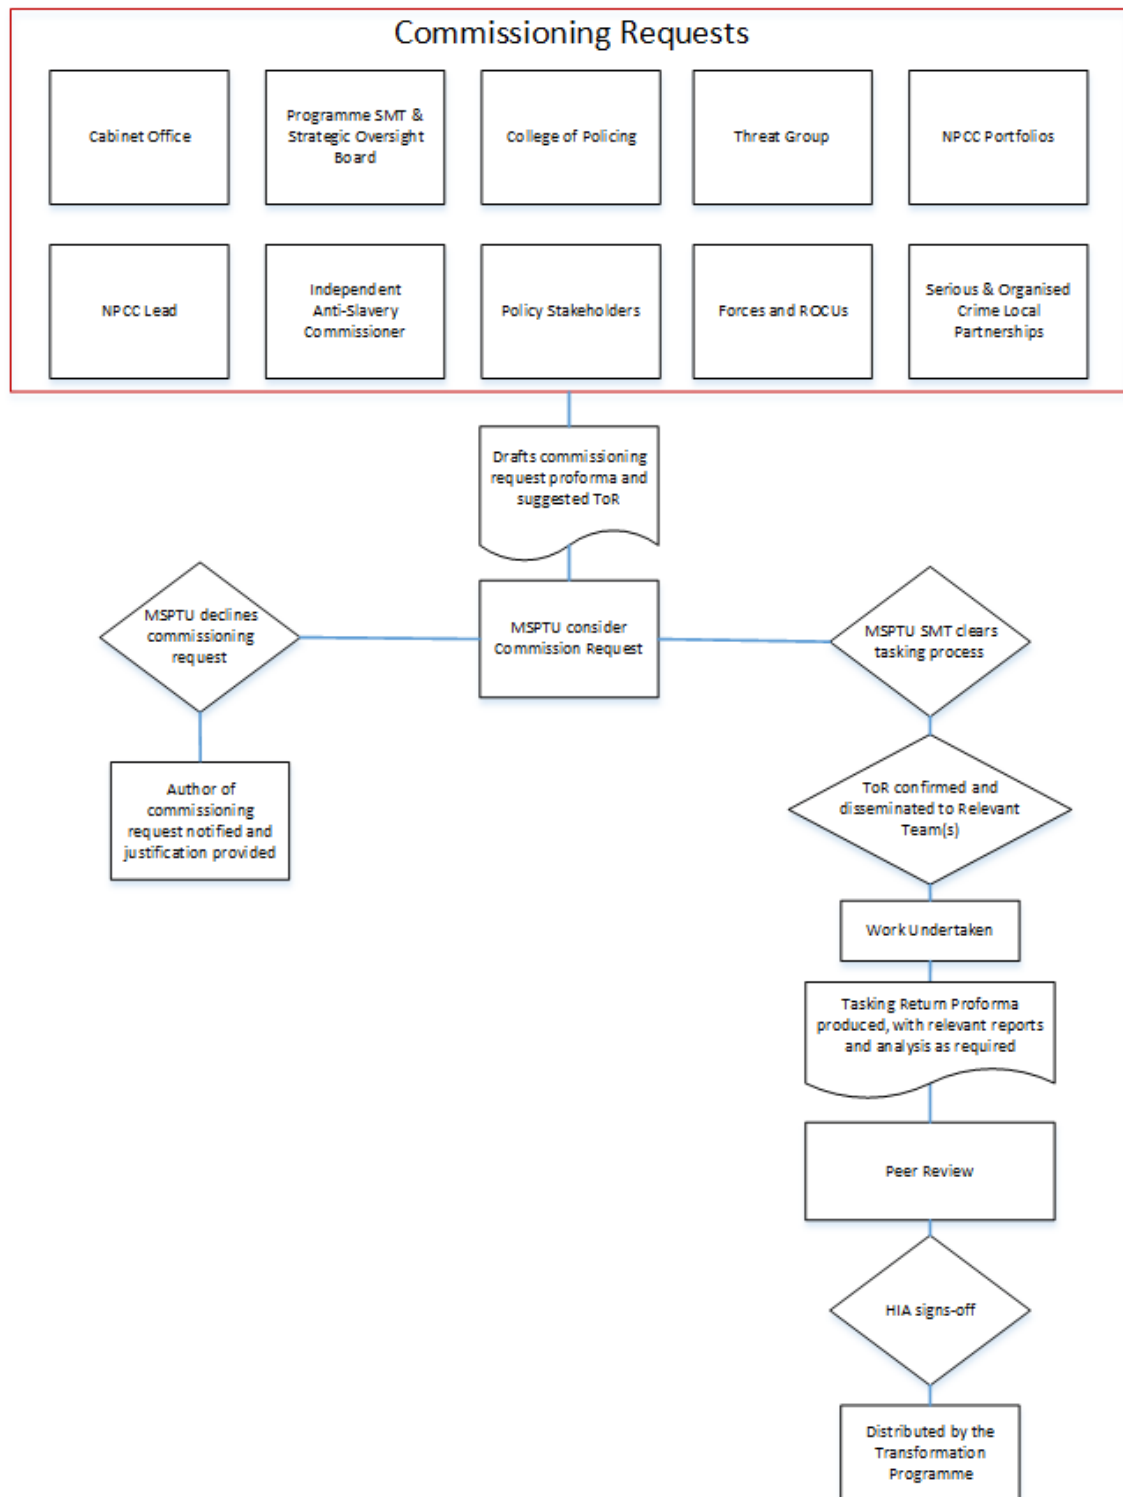 Commissioning Requests
Cabinet Office
Programme SMT &
Strategic Oversight
Board
College of Policing
Threat Group
NPCC Portfolios
NPCC Lead
Independent
Anti-Slavery
Commissioner
Policy Stakeholders
Forces and ROCUs
Serious & Organised
Crime Local
Partnerships
Drafts commissioning
request proforma and
suggested ToR
MSPTU declines
commissioning
request
MSPTU consider
Commission Request
MSPTU SMT clears
tasking process
Author of
commissioning
request notified and
justification provided
ToR confirmed and
disseminated to Relevant
Team(s)
Work Undertaken
Tasking Return Proforma
produced, with relevant reports
and analysis as required
Peer Review
HIA signs-off
Distributed by the
Transformation
Programme